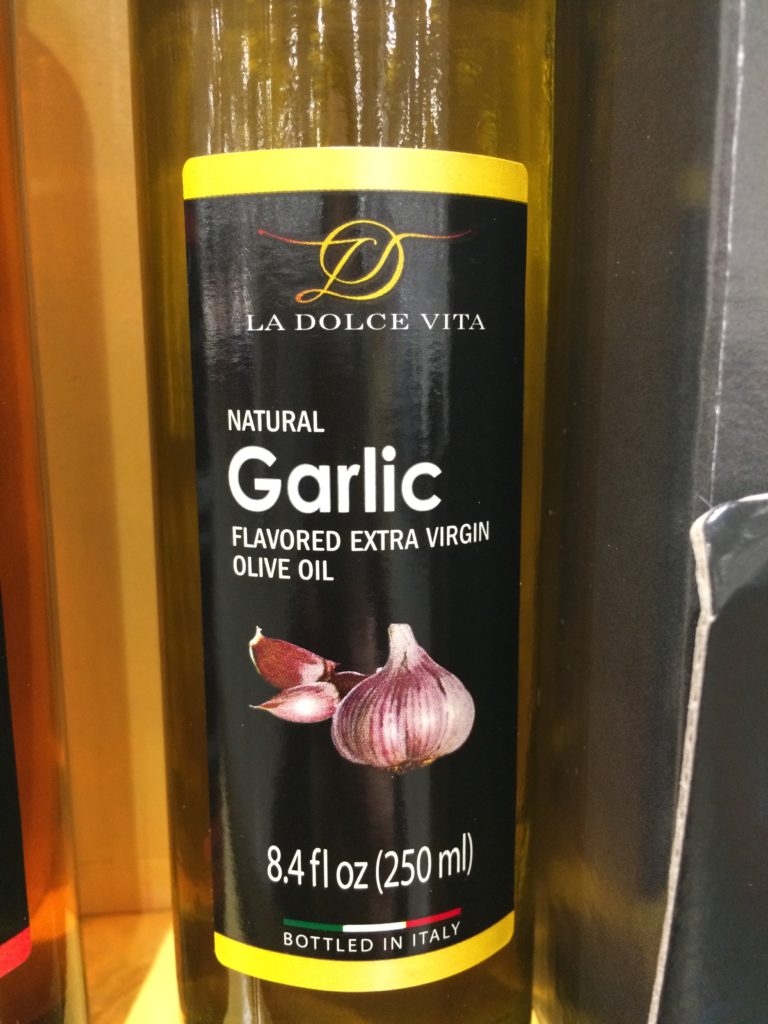 LA DOLCE VITA
NATURAL
Garlic
FLAVORED EXTRA VIRGIN
OLIVE OIL
8.4 fl oz (250 ml)
BOTTLED IN ITALY